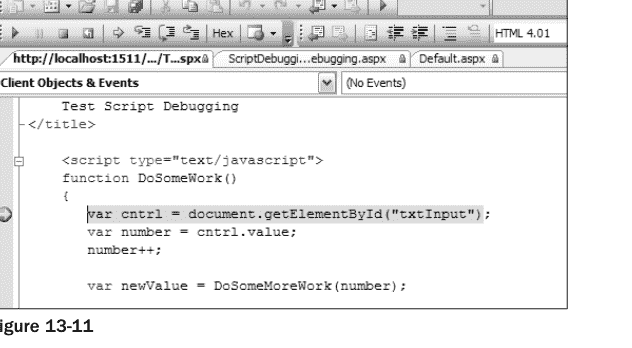 Hex
HTML 4.01
http://localhost:1511/.../T...spx ScriptDebuggi...ebugging.aspx Default.aspx
Client Objects & Events (No Events)
Test Script Debugging
</title>
<script type="text/javascript">
function DoSomeWork()
{
var cntrl = document.getElementById("txtInput");
var number = cntrl.value;
number++;
var newValue = DoSomeMoreWork(number);
igure 13-11